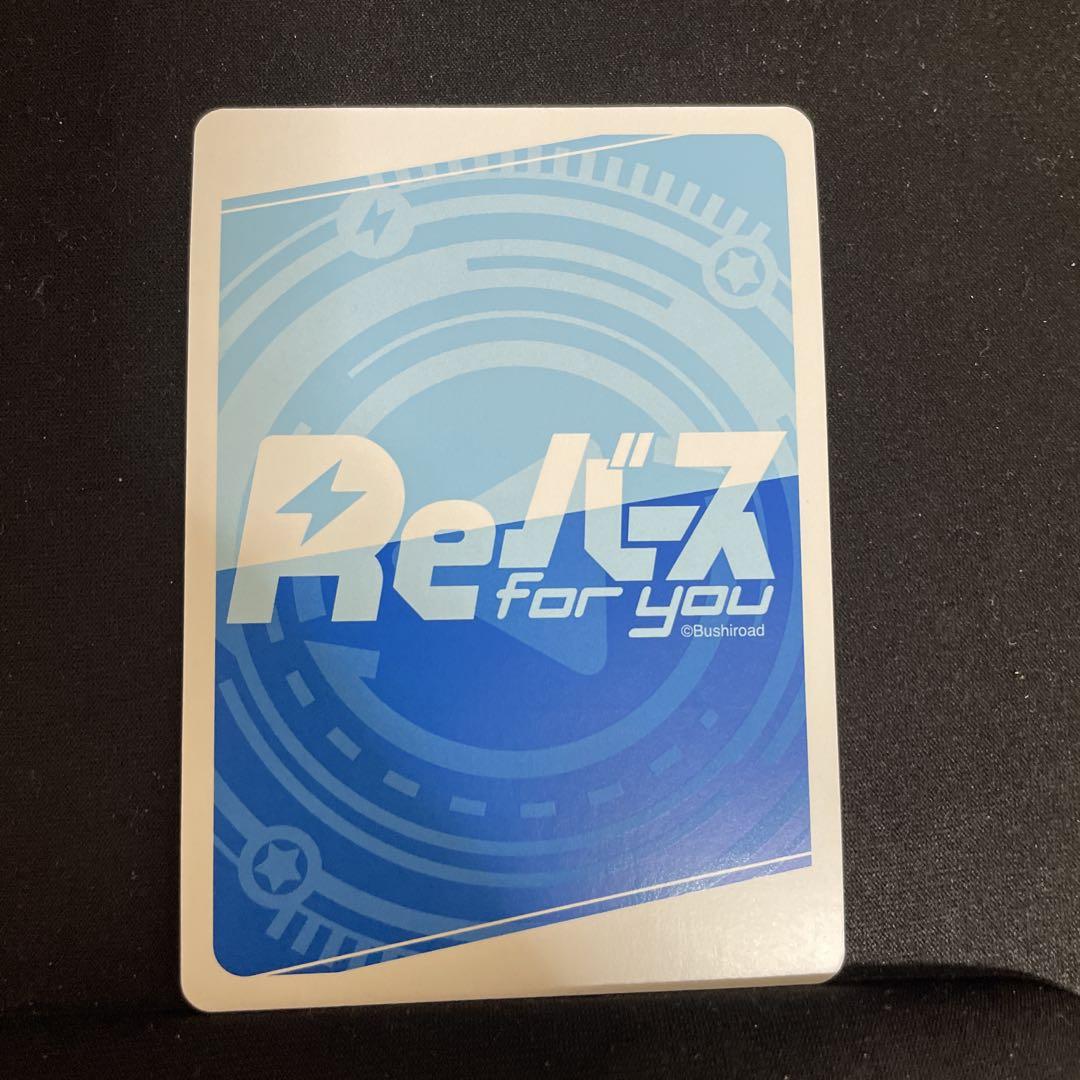 Reバース
for you
©Bushiroad